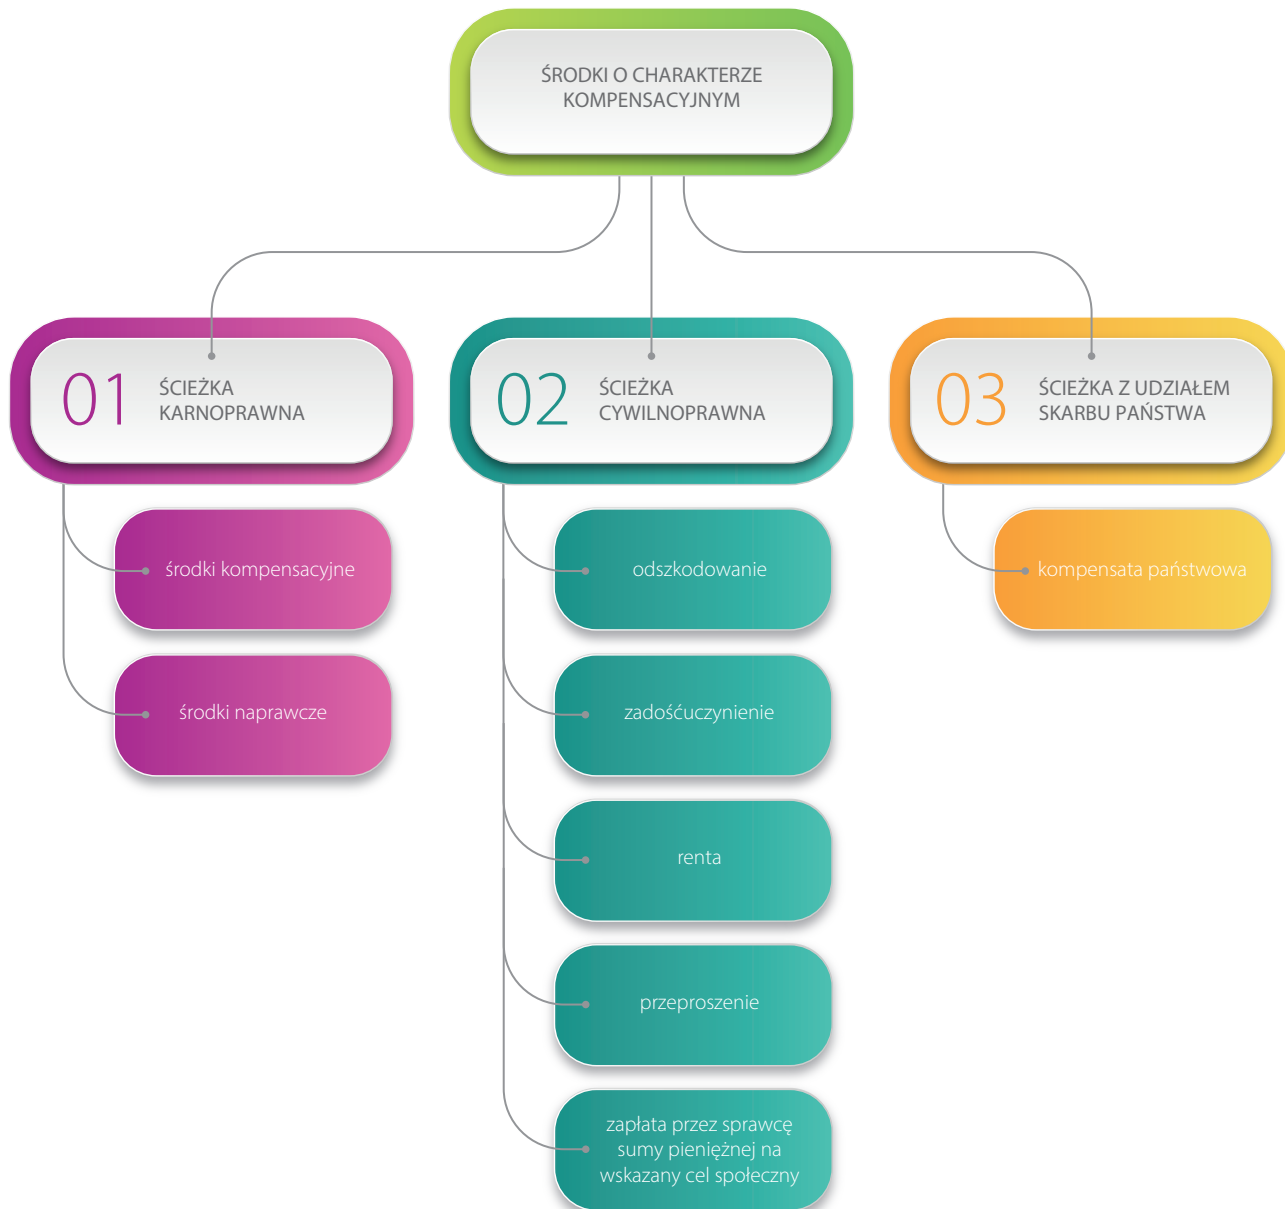 ŚRODKI O CHARAKTERZE
KOMPENSACYJNYM
01
ŚCIEŻKA
KARNOPRAWNA
środki kompensacyjne
środki naprawcze
02
ŚCIEŻKA
CYWILNOPRAWNA
odszkodowanie
zadośćuczynienie
renta
przeproszenie
zapłata przez sprawcę
sumy pieniężnej na
wskazany cel społeczny
03
ŚCIEŻKA Z UDZIAŁEM
SKARBU PAŃSTWA
kompensata państwowa